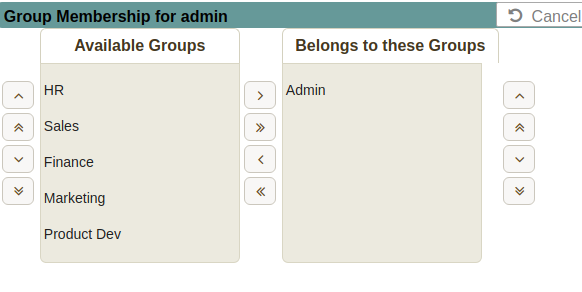 Group Membership for admin
Cancel
Available Groups
Belongs to these Groups
HR
Sales
Finance
Marketing
Product Dev
Admin